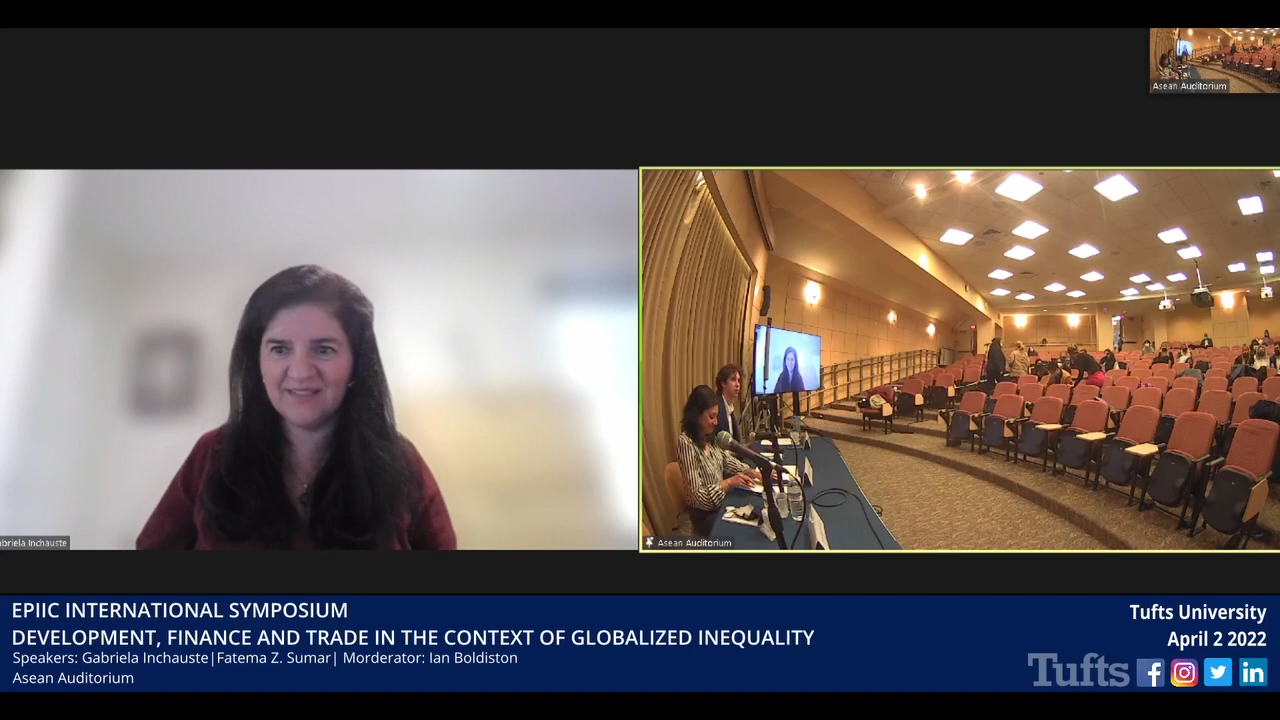 Asean Auditorium
Inchauste
Asean Auditorium
EPIIC INTERNATIONAL SYMPOSIUM
DEVELOPMENT, FINANCE AND TRADE IN THE CONTEXT OF GLOBALIZED INEQUALITY
Speakers: Gabriela Inchauste|Fatema Z. Sumar| Morderator: Ian Boldiston
Asean Auditorium
Tufts University
April 2 2022
Tufts